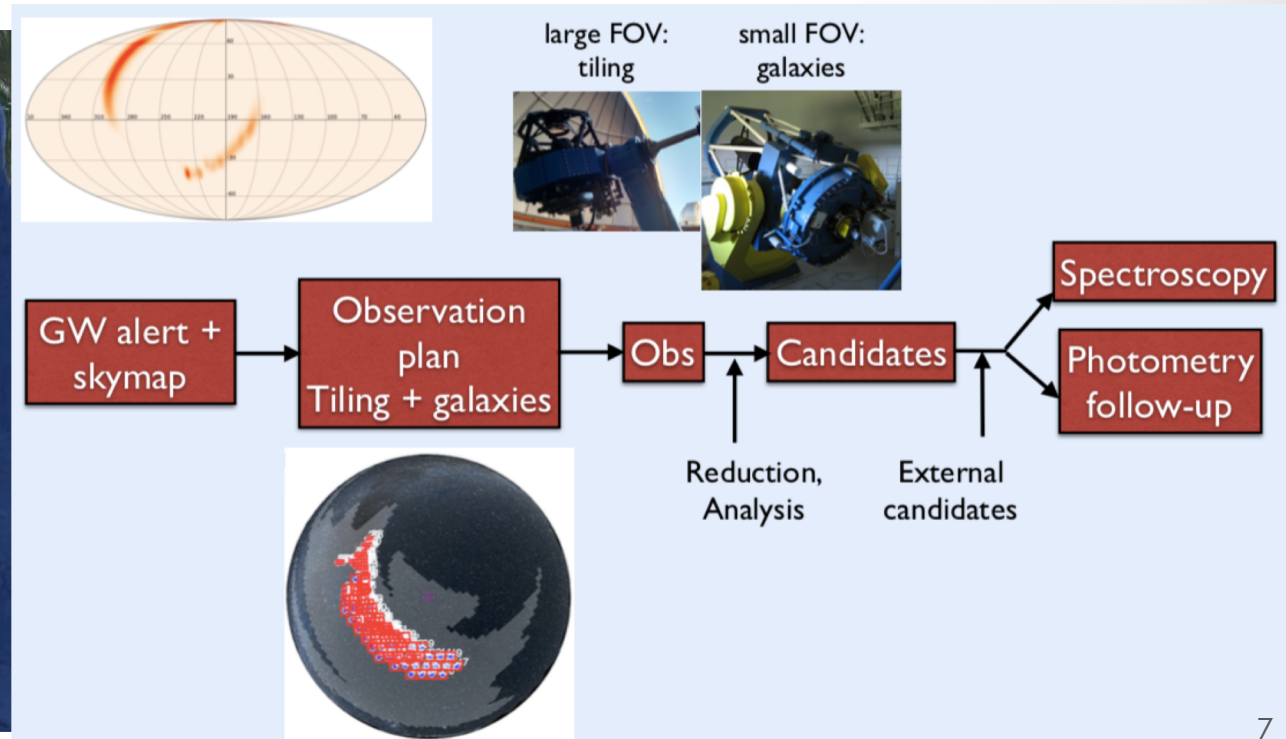 large FOV:
tiling
small FOV:
galaxies
GW alert +
skymap
Observation
plan
Tiling + galaxies
Obs
Candidates
Spectroscopy
Photometry
follow-up
Reduction,
Analysis
External
candidates
7